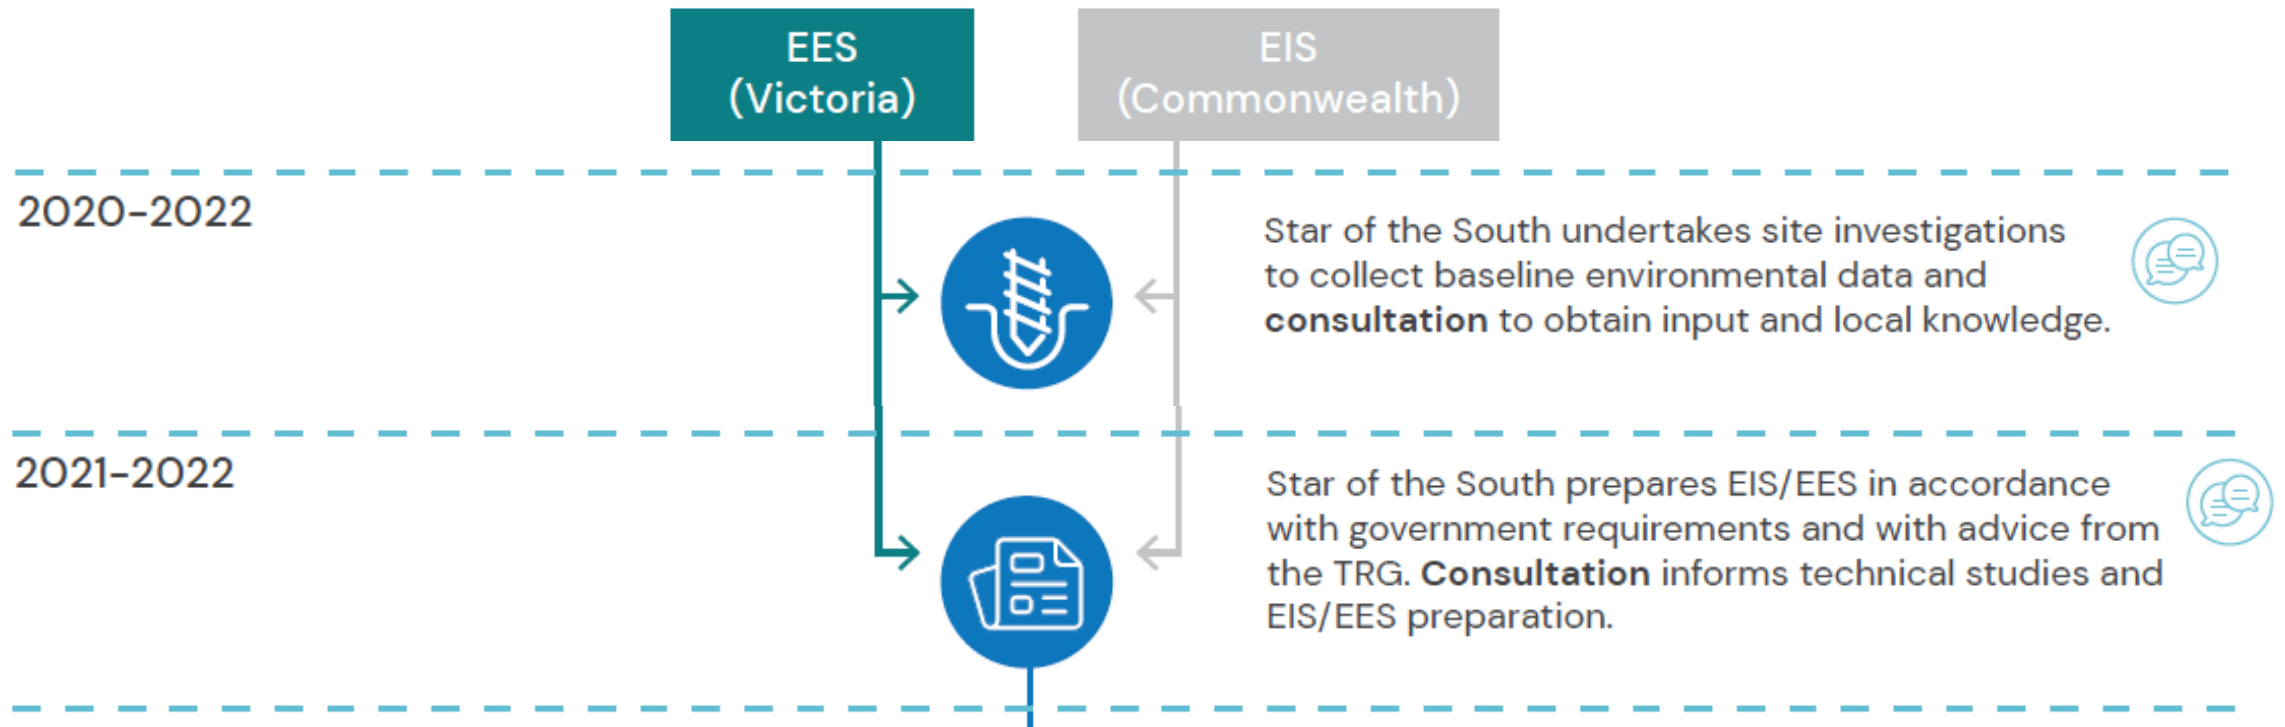 EES
(Victoria)
EIS
(Commonwealth)
2020-2022
Star of the South undertakes site investigations
to collect baseline environmental data and
consultation to obtain input and local knowledge.
2021-2022
Star of the South prepares EIS/EES in accordance
with government requirements and with advice from
the TRG. Consultation informs technical studies and
EIS/EES preparation.